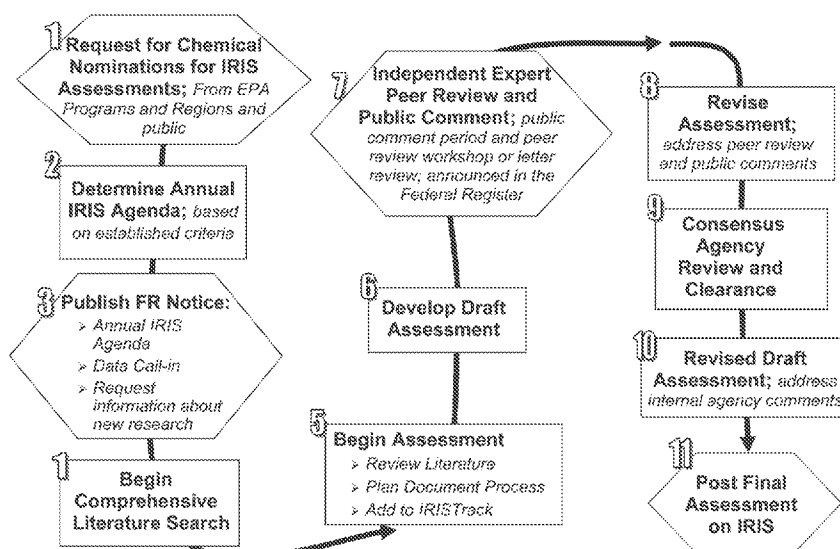 1
Request for Chemical
Nominations for IRIS
Assessments; From EPA
Programs and Regions and
public
2
Determine Annual
IRIS Agenda; based
on established criteria
3
Publish FR Notice:
➢ Annual IRIS
Agenda
➢ Data Call-in
➢ Request
information about
new research
1
Begin
Comprehensive
Literature Search
5
Begin Assessment
➢ Review Literature
➢ Plan Document Process
➢ Add to IRISTrack
6
Develop Draft
Assessment
7
Independent Expert
Peer Review and
Public Comment; public
comment period and peer
review workshop or letter
review; announced in the
Federal Register
8
Revise
Assessment;
address peer review
and public comments
9
Consensus
Agency
Review and
Clearance
10
Revised Draft
Assessment; address
internal agency comments
11
Post Final
Assessment
on IRIS